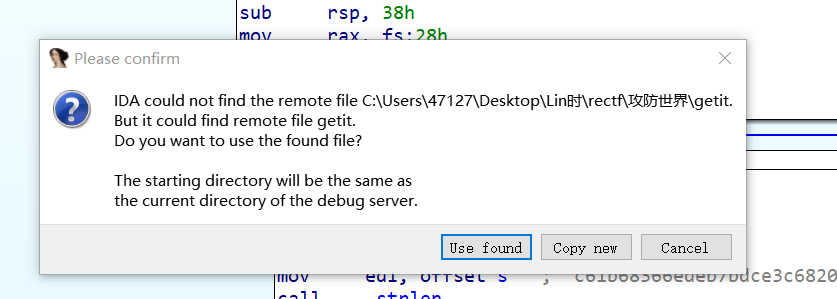 sub rsp, 38h
mov rax, fs:28h
Please confirm
IDA could not find the remote file C:\Users\47127\Desktop\Lin时\rectf\攻防世界\getit.
But it could find remote file getit.
Do you want to use the found file?
The starting directory will be the same as
the current directory of the debug server.
Use found Copy new Cancel
mov edi, offset s ; "c61b68366edeb7bdce3c6820
call _strlen